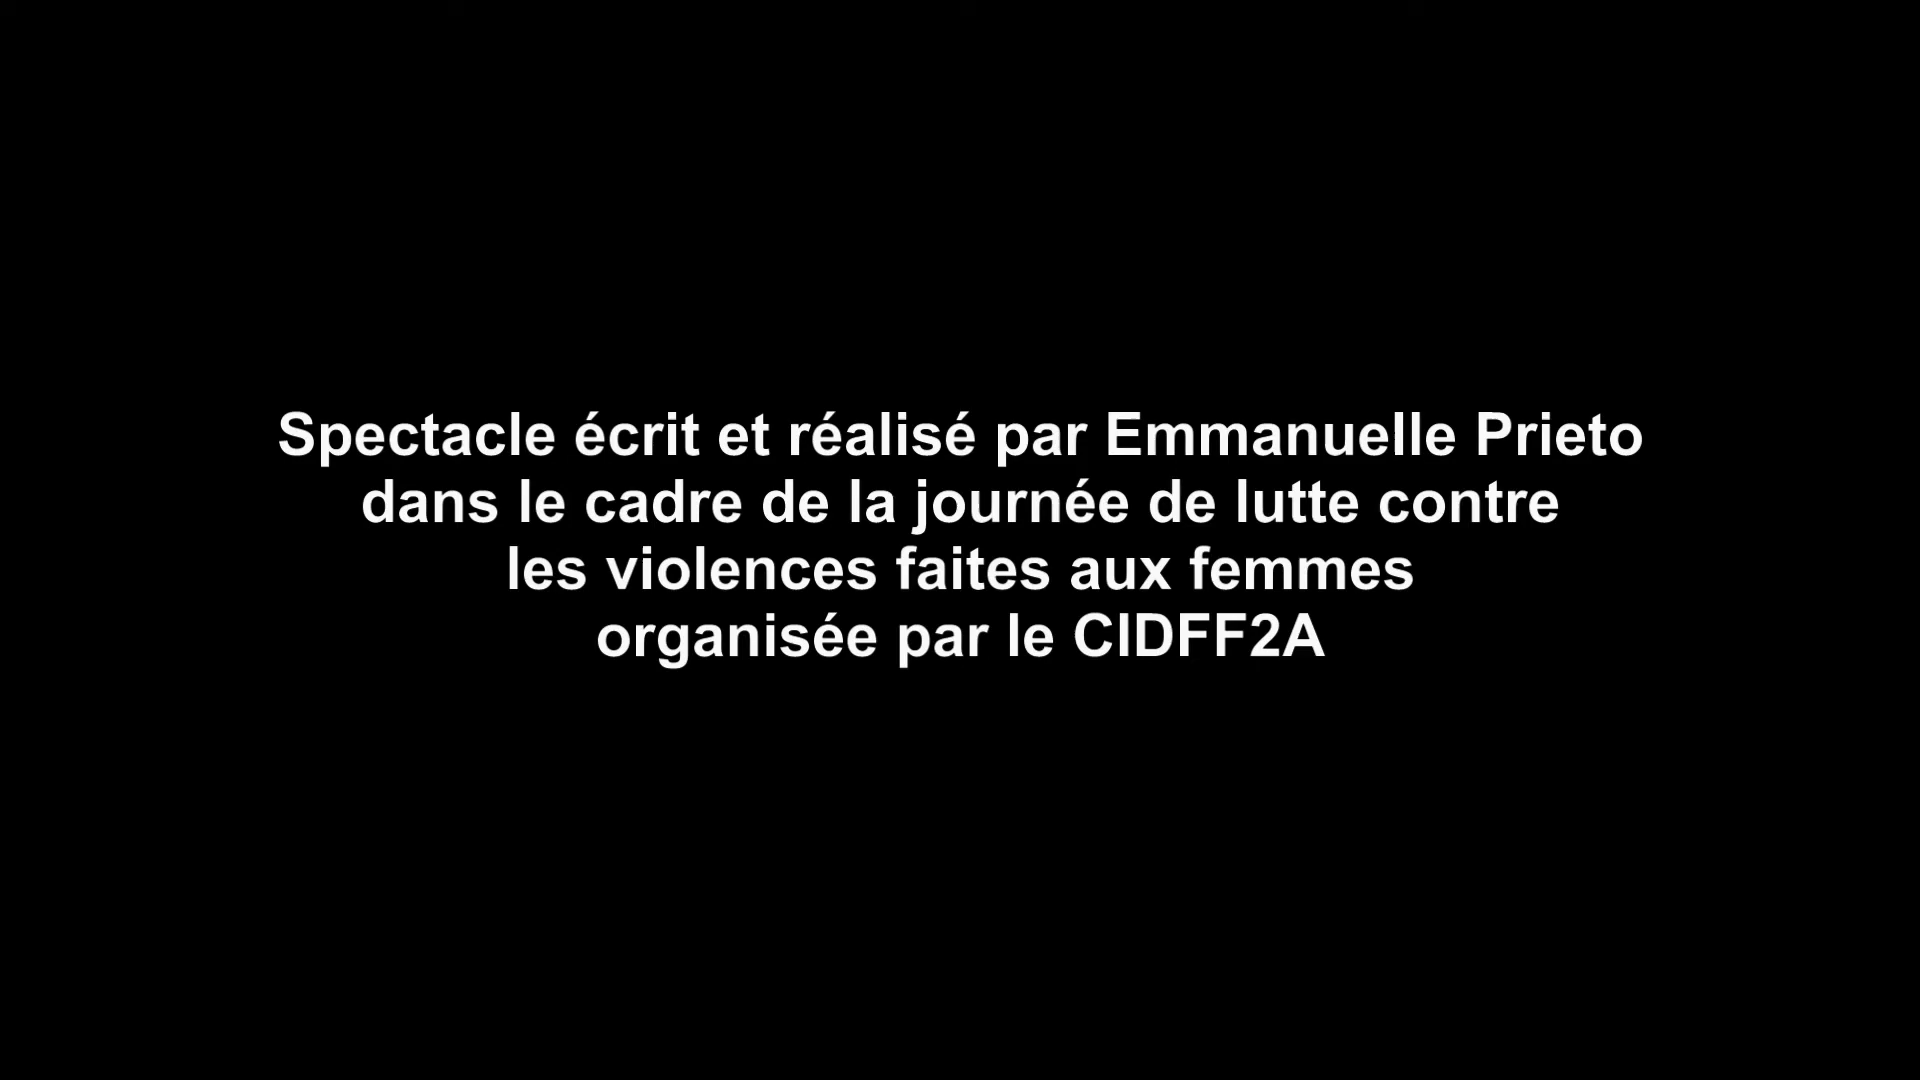 Spectacle écrit et réalisé par Emmanuelle Prieto
dans le cadre de la journée de lutte contre
les violences faites aux femmes
organisée par le CIDFF2A